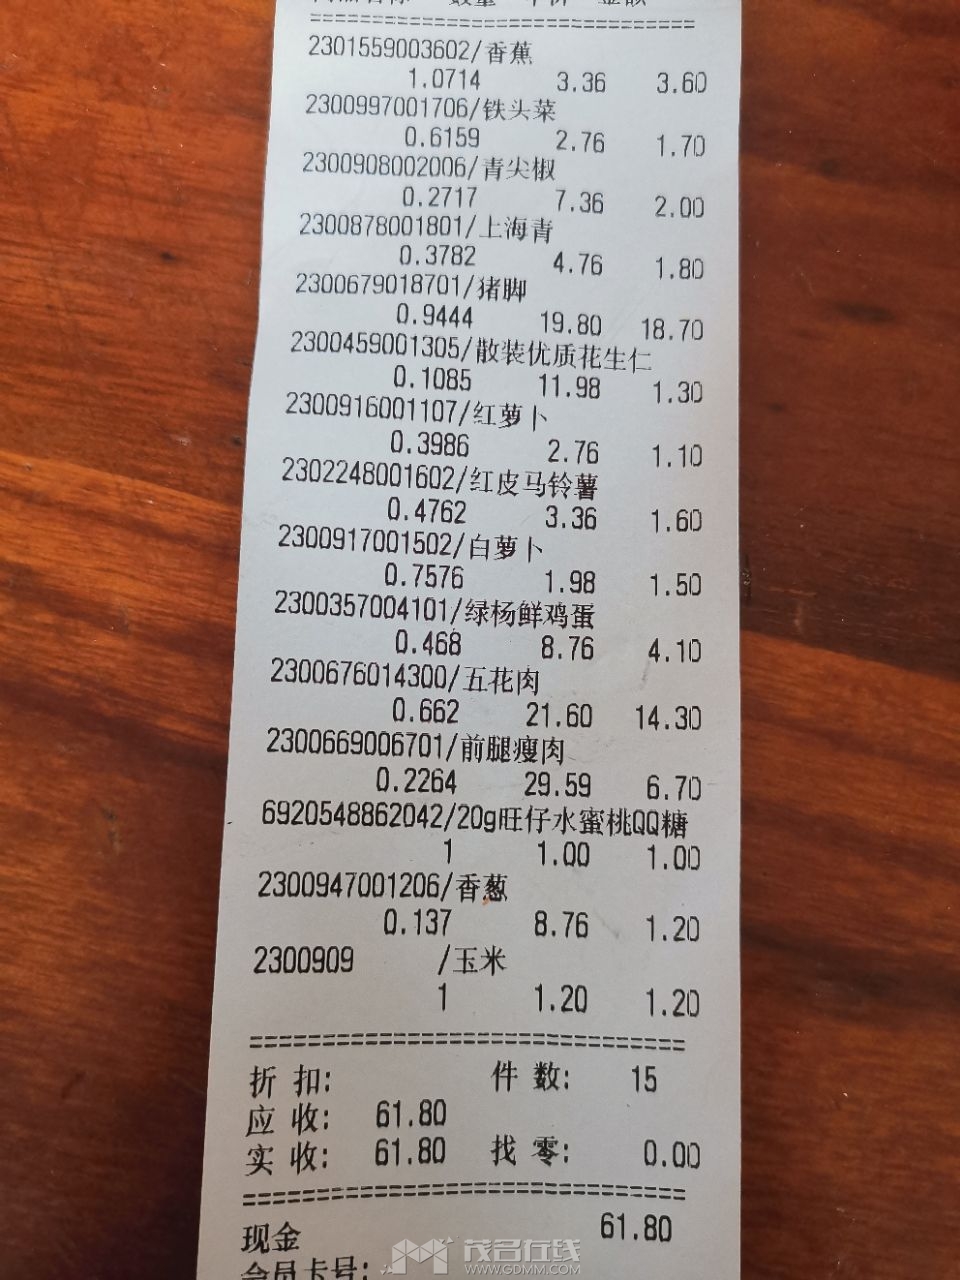 =====================================
2301559003602/香蕉
1.0714 3.36 3.60
2300997001706/铁头菜
0.6159 2.76 1.70
2300908002006/青尖椒
0.2717 7.36 2.00
2300878001801/上海青
0.3782 4.76 1.80
2300679018701/猪脚
0.9444 19.80 18.70
2300459001305/散装优质花生仁
0.1085 11.98 1.30
2300916001107/红萝卜
0.3986 2.76 1.10
2302248001602/红皮马铃薯
0.4762 3.36 1.60
2300917001502/白萝卜
0.7576 1.98 1.50
2300357004101/绿杨鲜鸡蛋
0.468 8.76 4.10
2300676014300/五花肉
0.662 21.60 14.30
2300669006701/前腿瘦肉
0.2264 29.59 6.70
6920548862042/20g旺仔水蜜桃QQ糖
1 1.00 1.00
2300947001206/香葱
0.137 8.76 1.20
2300909 /玉米
1 1.20 1.20
=====================================
折 扣: 件 数: 15
应 收: 61.80
实 收: 61.80 找 零: 0.00
=====================================
现金 61.80
会员卡号:
茂名在线
WWW.GDMM.COM